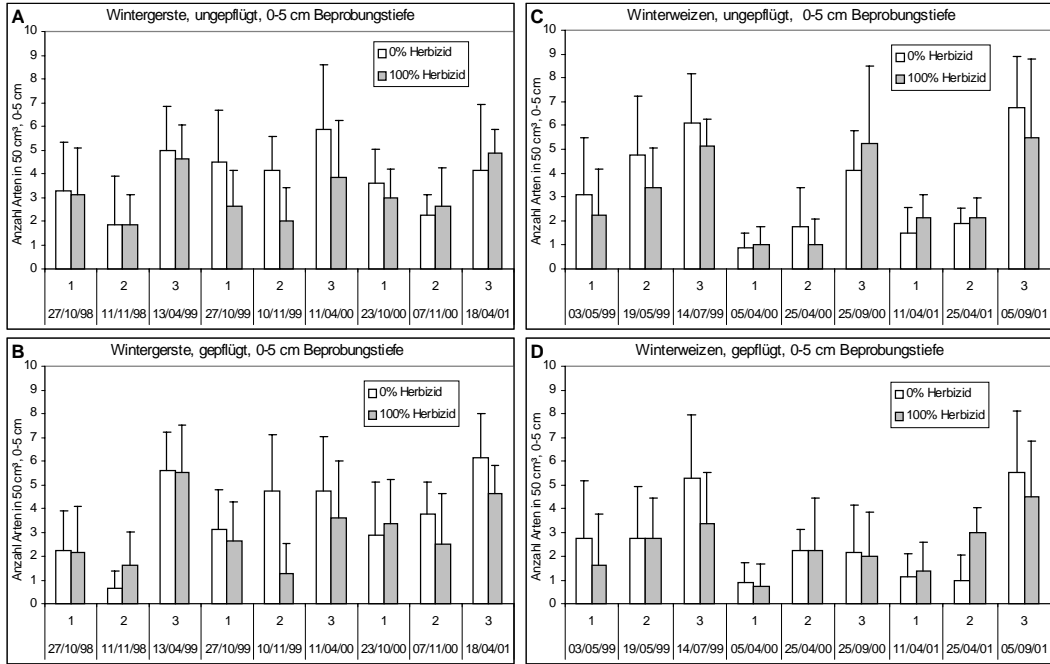 A Wintergerste, ungepflügt, 0-5 cm Beprobungstiefe
10
9
8
7
6
5
4
3
2
1
0
Anzahl Arten in 50 cm³, 0-5 cm
0% Herbizid
100% Herbizid
1 2 3 1 2 3 1 2 3
27/10/98 11/11/98 13/04/99 27/10/99 10/11/99 11/04/00 23/10/00 07/11/00 18/04/01
C Winterweizen, ungepflügt, 0-5 cm Beprobungstiefe
10
9
8
7
6
5
4
3
2
1
0
Anzahl Arten in 50 cm³, 0-5 cm
0% Herbizid
100% Herbizid
1 2 3 1 2 3 1 2 3
03/05/99 19/05/99 14/07/99 05/04/00 25/04/00 25/09/00 11/04/01 25/04/01 05/09/01
B Wintergerste, gepflügt, 0-5 cm Beprobungstiefe
10
9
8
7
6
5
4
3
2
1
0
Anzahl Arten in 50 cm³, 0-5 cm
0% Herbizid
100% Herbizid
1 2 3 1 2 3 1 2 3
27/10/98 11/11/98 13/04/99 27/10/99 10/11/99 11/04/00 23/10/00 07/11/00 18/04/01
D Winterweizen, gepflügt, 0-5 cm Beprobungstiefe
10
9
8
7
6
5
4
3
2
1
0
Anzahl Arten in 50 cm³, 0-5 cm
0% Herbizid
100% Herbizid
1 2 3 1 2 3 1 2 3
03/05/99 19/05/99 14/07/99 05/04/00 25/04/00 25/09/00 11/04/01 25/04/01 05/09/01